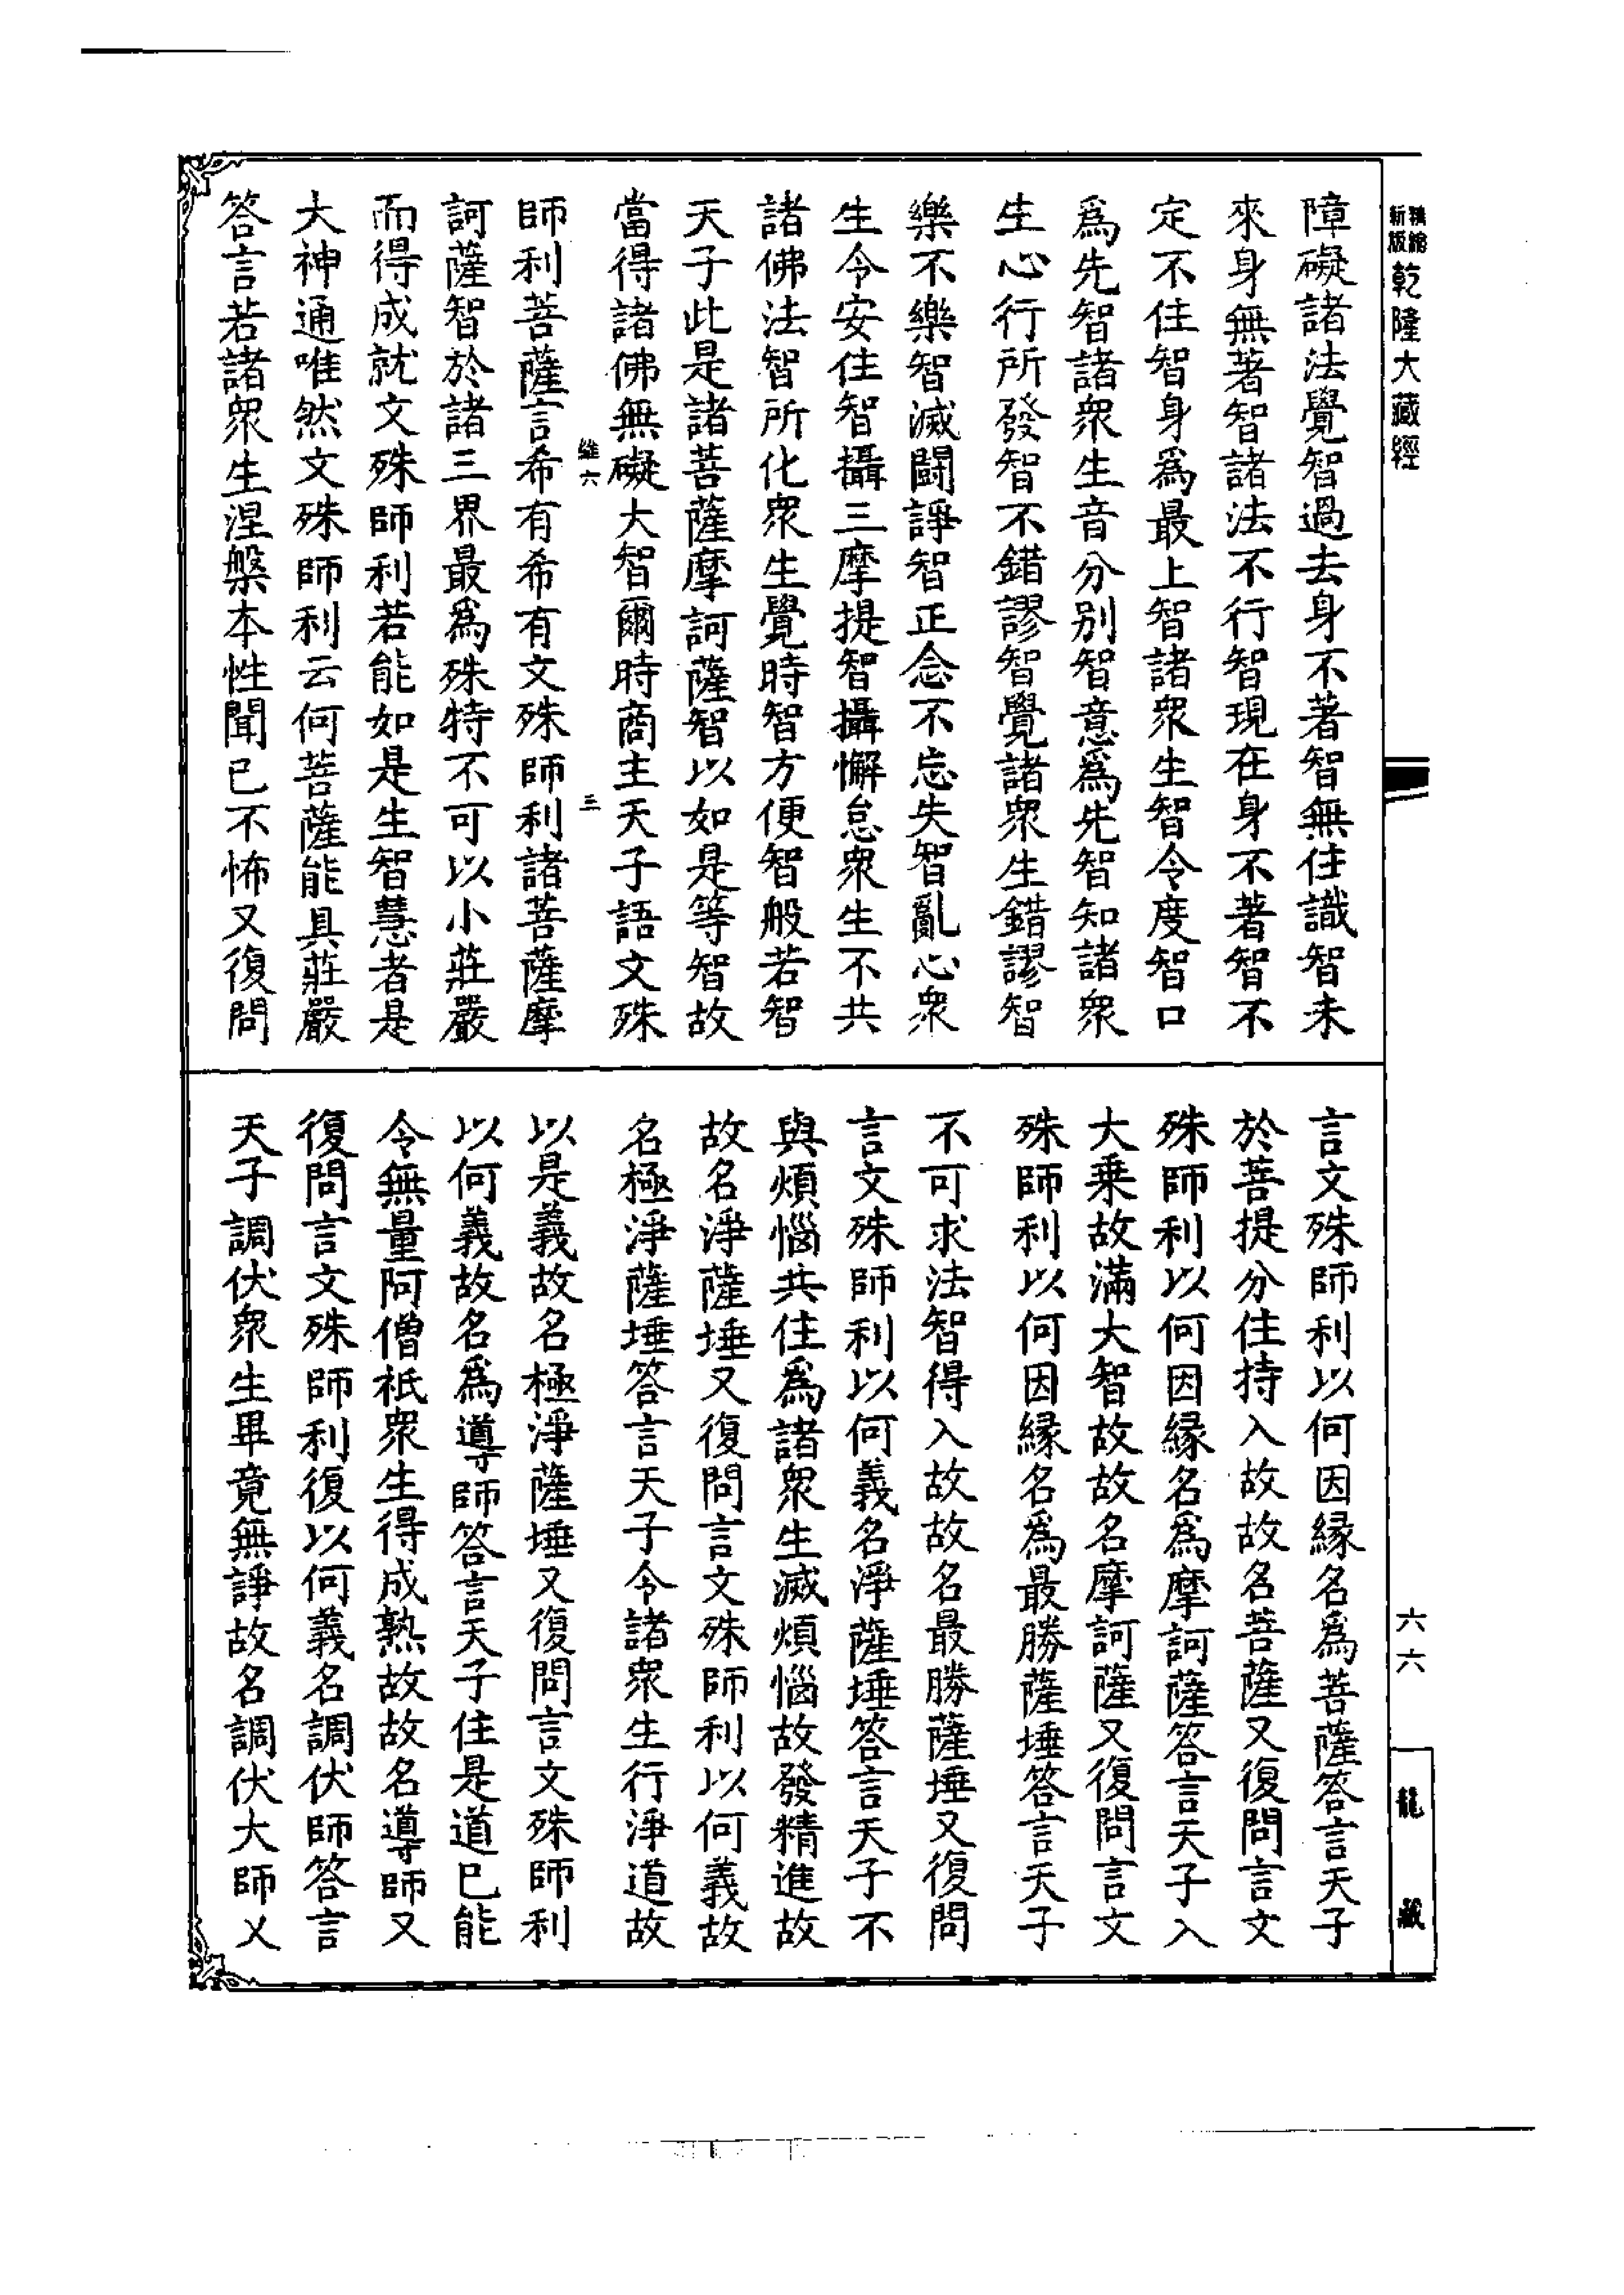 精縮新版乾隆大藏經
障礙諸法覺智過去身不著智無住識智未
來身無著智諸法不行智現在身不著智不
定不住智身為最上智諸眾生智令度智口
為先智諸眾生音分別智意為先智知諸眾
生心行所發智不錯謬智覺諸眾生錯謬智
樂不樂智滅鬪諍智正念不忘失智亂心眾
生令安住智攝三摩提智攝懈怠眾生不共
諸佛法智所化眾生覺時智方便智般若智
天子此是諸菩薩摩訶薩智以如是等智故
當得諸佛無礙大智爾時商主天子語文殊
維六 三
師利菩薩言希有希有文殊師利諸菩薩摩
訶薩智於諸三界最為殊特不可以小莊嚴
而得成就文殊師利若能如是生智慧者是
大神通唯然文殊師利云何菩薩能具莊嚴
答言若諸眾生涅槃本性聞已不怖又復問
言文殊師利以何因緣名為菩薩答言天子
於菩提分住持入故故名菩薩又復問言文
殊師利以何因緣名為摩訶薩答言天子入
大乘故滿大智故故名摩訶薩又復問言文
殊師利以何因緣名為最勝薩埵答言天子
不可求法智得入故故名最勝薩埵又復問
言文殊師利以何義名淨薩埵答言天子不
與煩惱共住為諸眾生滅煩惱故發精進故
故名淨薩埵又復問言文殊師利以何義故
名極淨薩埵答言天子令諸眾生行淨道故
以是義故名極淨薩埵又復問言文殊師利
以何義故名為導師答言天子住是道已能
令無量阿僧祇眾生得成熟故故名導師又
復問言文殊師利復以何義名調伏師答言
天子調伏眾生畢竟無諍故名調伏大師乂
六六
龍藏